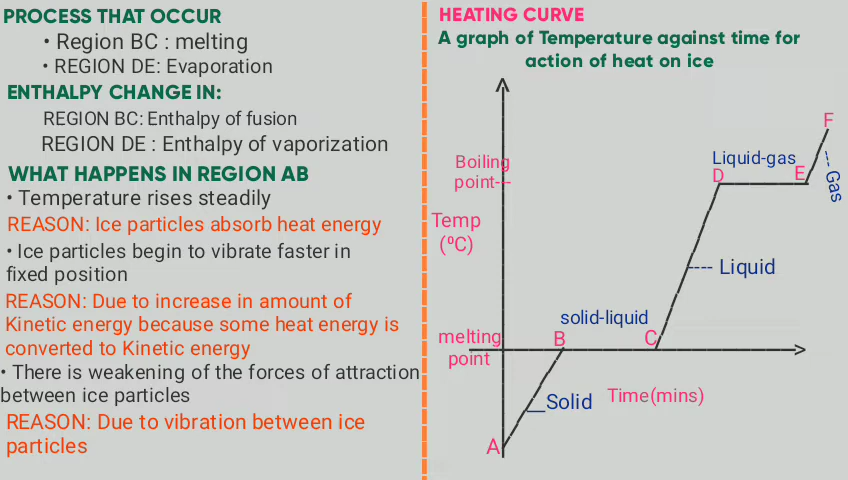 PROCESS THAT OCCUR
• Region BC : melting
• REGION DE: Evaporation
ENTHALPY CHANGE IN:
REGION BC: Enthalpy of fusion
REGION DE : Enthalpy of vaporization
WHAT HAPPENS IN REGION AB
• Temperature rises steadily
REASON: Ice particles absorb heat energy
• Ice particles begin to vibrate faster in
fixed position
REASON: Due to increase in amount of
Kinetic energy because some heat energy is
converted to Kinetic energy
• There is weakening of the forces of attraction
between ice particles
REASON: Due to vibration between ice
particles
HEATING CURVE
A graph of Temperature against time for
action of heat on ice
F
Boiling
point---
Liquid-gas
D
E
--- Gas
Temp
(⁰C)
---- Liquid
solid-liquid
melting
point
B
C
Solid
Time(mins)
A